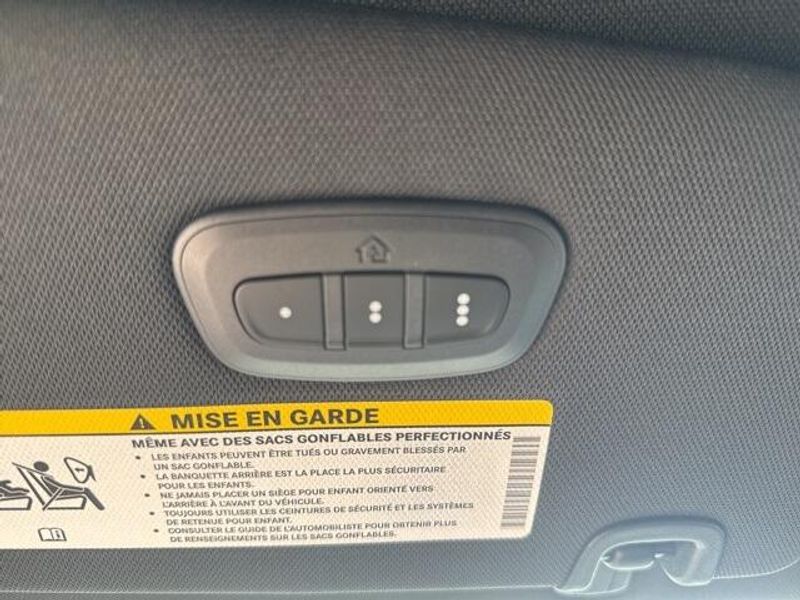 MISE EN GARDE
MÊME AVEC DES SACS GONFLABLES PERFECTIONNÉS
• LES ENFANTS PEUVENT ÊTRE TUÉS OU GRAVEMENT BLESSÉS PAR
UN SAC GONFLABLE.
• LA BANQUETTE ARRIÈRE EST LA PLACE LA PLUS SÉCURITAIRE
POUR LES ENFANTS.
• NE JAMAIS PLACER UN SIÈGE POUR ENFANT ORIENTÉ VERS
L'ARRIÈRE À L'AVANT DU VÉHICULE.
• TOUJOURS UTILISER LES CEINTURES DE SÉCURITÉ ET LES SYSTÈMES
DE RETENUE POUR ENFANT.
• CONSULTER LE GUIDE DE L'AUTOMOBILISTE POUR OBTENIR PLUS
DE RENSEIGNEMENTS SUR LES SACS GONFLABLES.